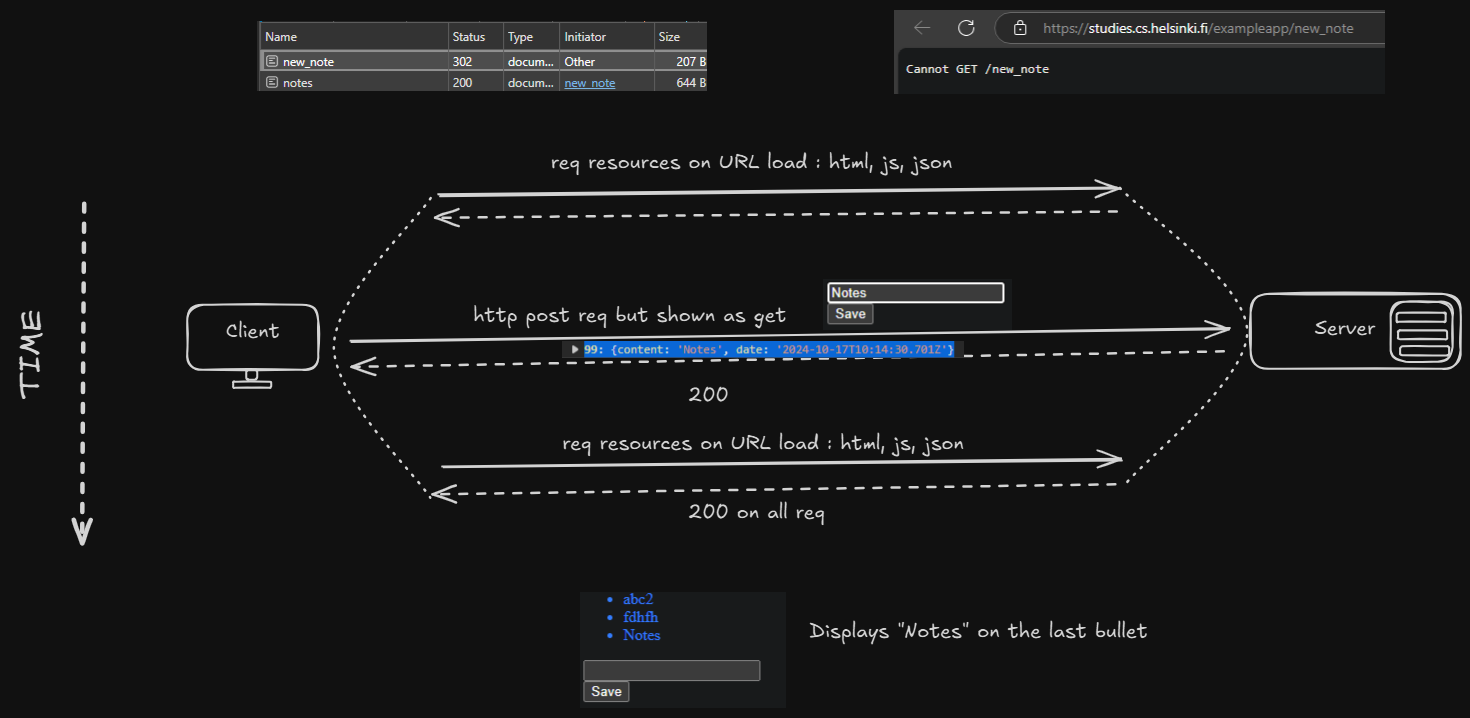 Name Status Type Initiator Size
new_note 302 docum... Other 207 B
notes 200 docum... new_note 644 B
https://studies.cs.helsinki.fi/exampleapp/new_note
Cannot GET /new_note
req resources on URL load : html, js, json
TIME
Client
http post req but shown as get
Notes
Save
Server
99: {content: 'Notes', date: '2024-10-17T10:14:30.701Z'}
200
req resources on URL load : html, js, json
200 on all req
abc2
fdhfh
Notes
Save
Displays "Notes" on the last bullet